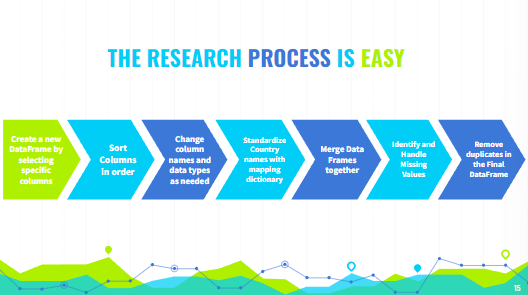 THE RESEARCH PROCESS IS EASY
Create a new
DataFrame by
selecting
specific
columns
Sort
Columns
in order
Change
column
names and
data types
as needed
Standardize
Country
names with
mapping
dictionary
Merge Data
Frames
together
Identify and
Handle
Missing
Values
Remove
duplicates in
the Final
DataFrame
15